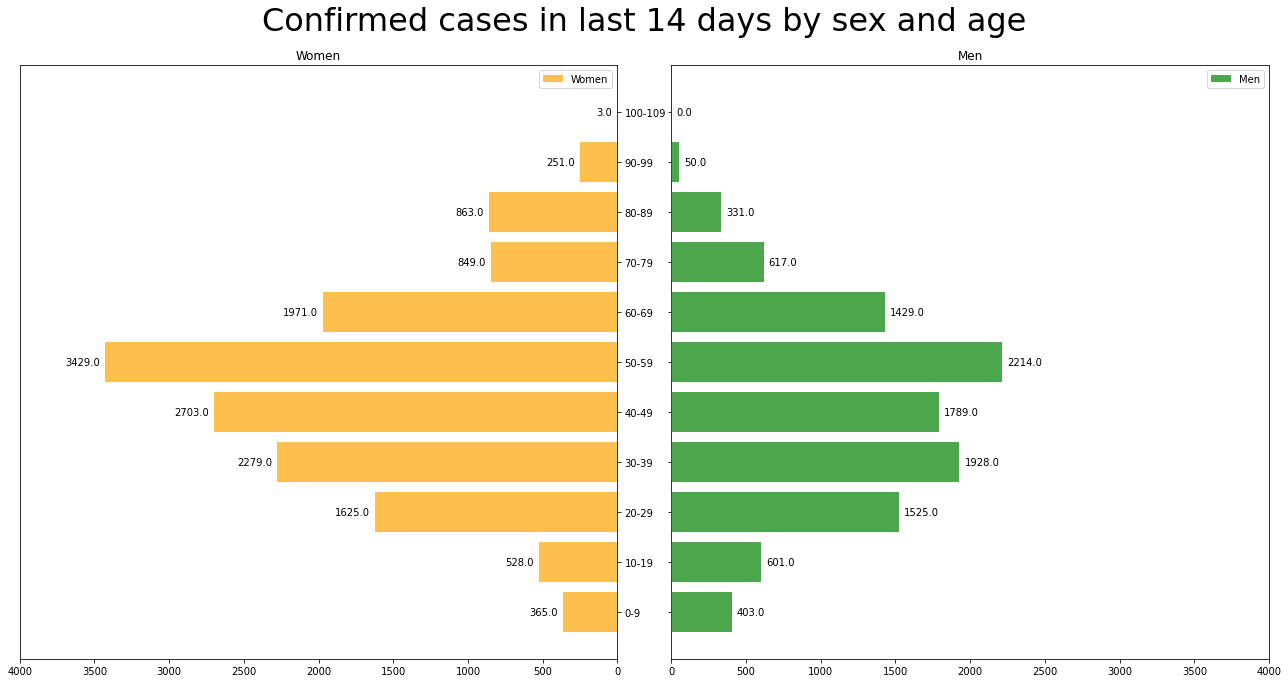 Confirmed cases in last 14 days by sex and age
Women Men
Women Men
3.0 100-109 0.0
251.0 90-99 50.0
863.0 80-89 331.0
849.0 70-79 617.0
1971.0 60-69 1429.0
3429.0 50-59 2214.0
2703.0 40-49 1789.0
2279.0 30-39 1928.0
1625.0 20-29 1525.0
528.0 10-19 601.0
365.0 0-9 403.0
4000 3500 3000 2500 2000 1500 1000 500 0 0 500 1000 1500 2000 2500 3000 3500 4000